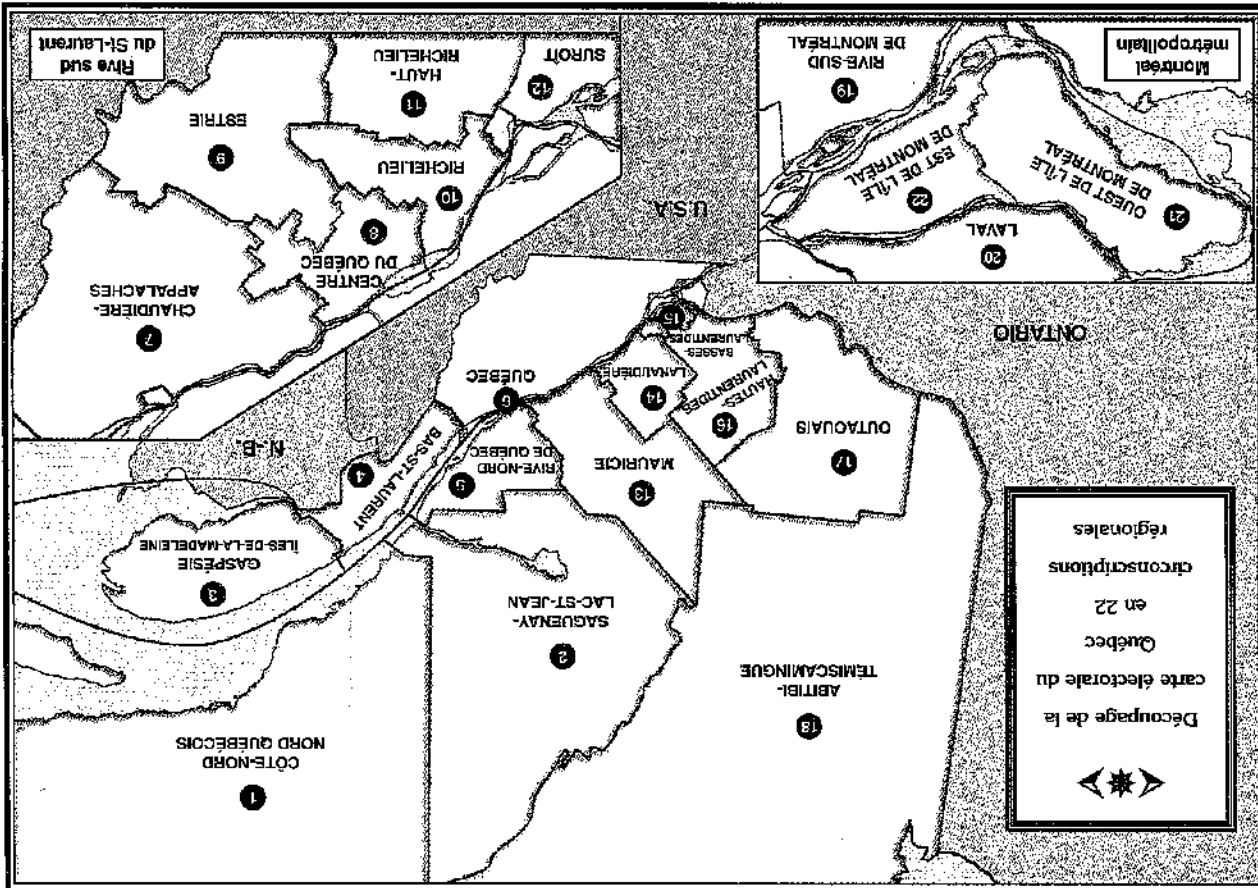 Découpage de la
carte électorale du
Québec
en 22
circonscriptions
régionales
1
CÔTE-NORD
NORD QUÉBÉCOIS
2
SAGUENAY-
LAC-ST-JEAN
18
ABITIBI-
TÉMISCAMINGUE
3
GASPÉSIE
ÎLES-DE-LA-MADELEINE
4
BAS-ST-LAURENT
5
RIVE-NORD
DE QUÉBEC
6
QUÉBEC
13
MAURICIE
14
LANAUDIÈRE
15
BASSES-
LAURENTIDES
16
HAUTES-
LAURENTIDES
17
OUTAOUAIS
ONTARIO
N.-B.
U.S.A.
7
CHAUDIÈRE-
APPALACHES
8
CENTRE
DU QUÉBEC
9
ESTRIE
10
RICHELIEU
11
HAUT-
RICHELIEU
12
SUROÎT
Rive sud
du St-Laurent
20
LAVAL
21
OUEST DE L'ÎLE
DE MONTRÉAL
22
EST DE L'ÎLE
DE MONTRÉAL
19
RIVE-SUD
DE MONTRÉAL
Montréal
métropolitain